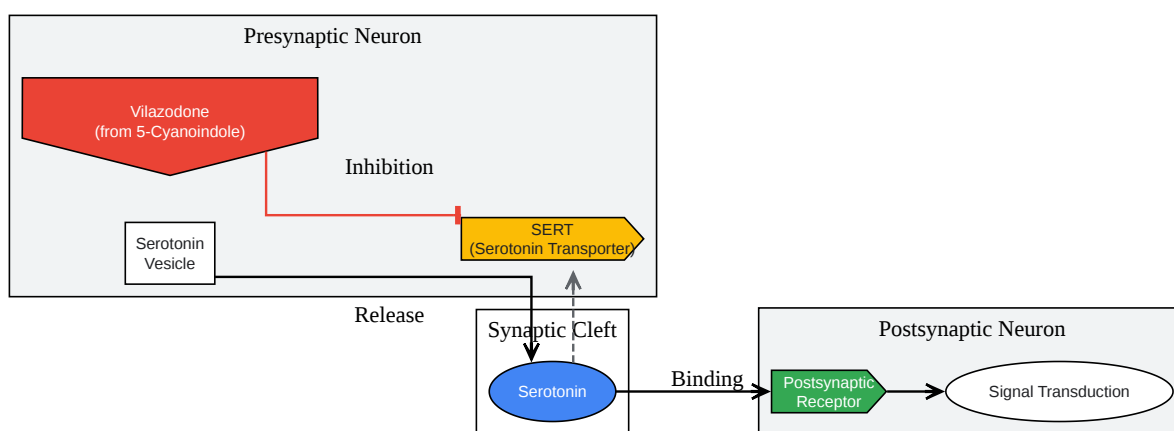 Presynaptic Neuron
Vilazodone
(from 5-Cyanoindole)
Inhibition
SERT
(Serotonin Transporter)
Serotonin
Vesicle
Release
Synaptic Cleft
Serotonin
Binding
Postsynaptic Neuron
Postsynaptic
Receptor
Signal Transduction